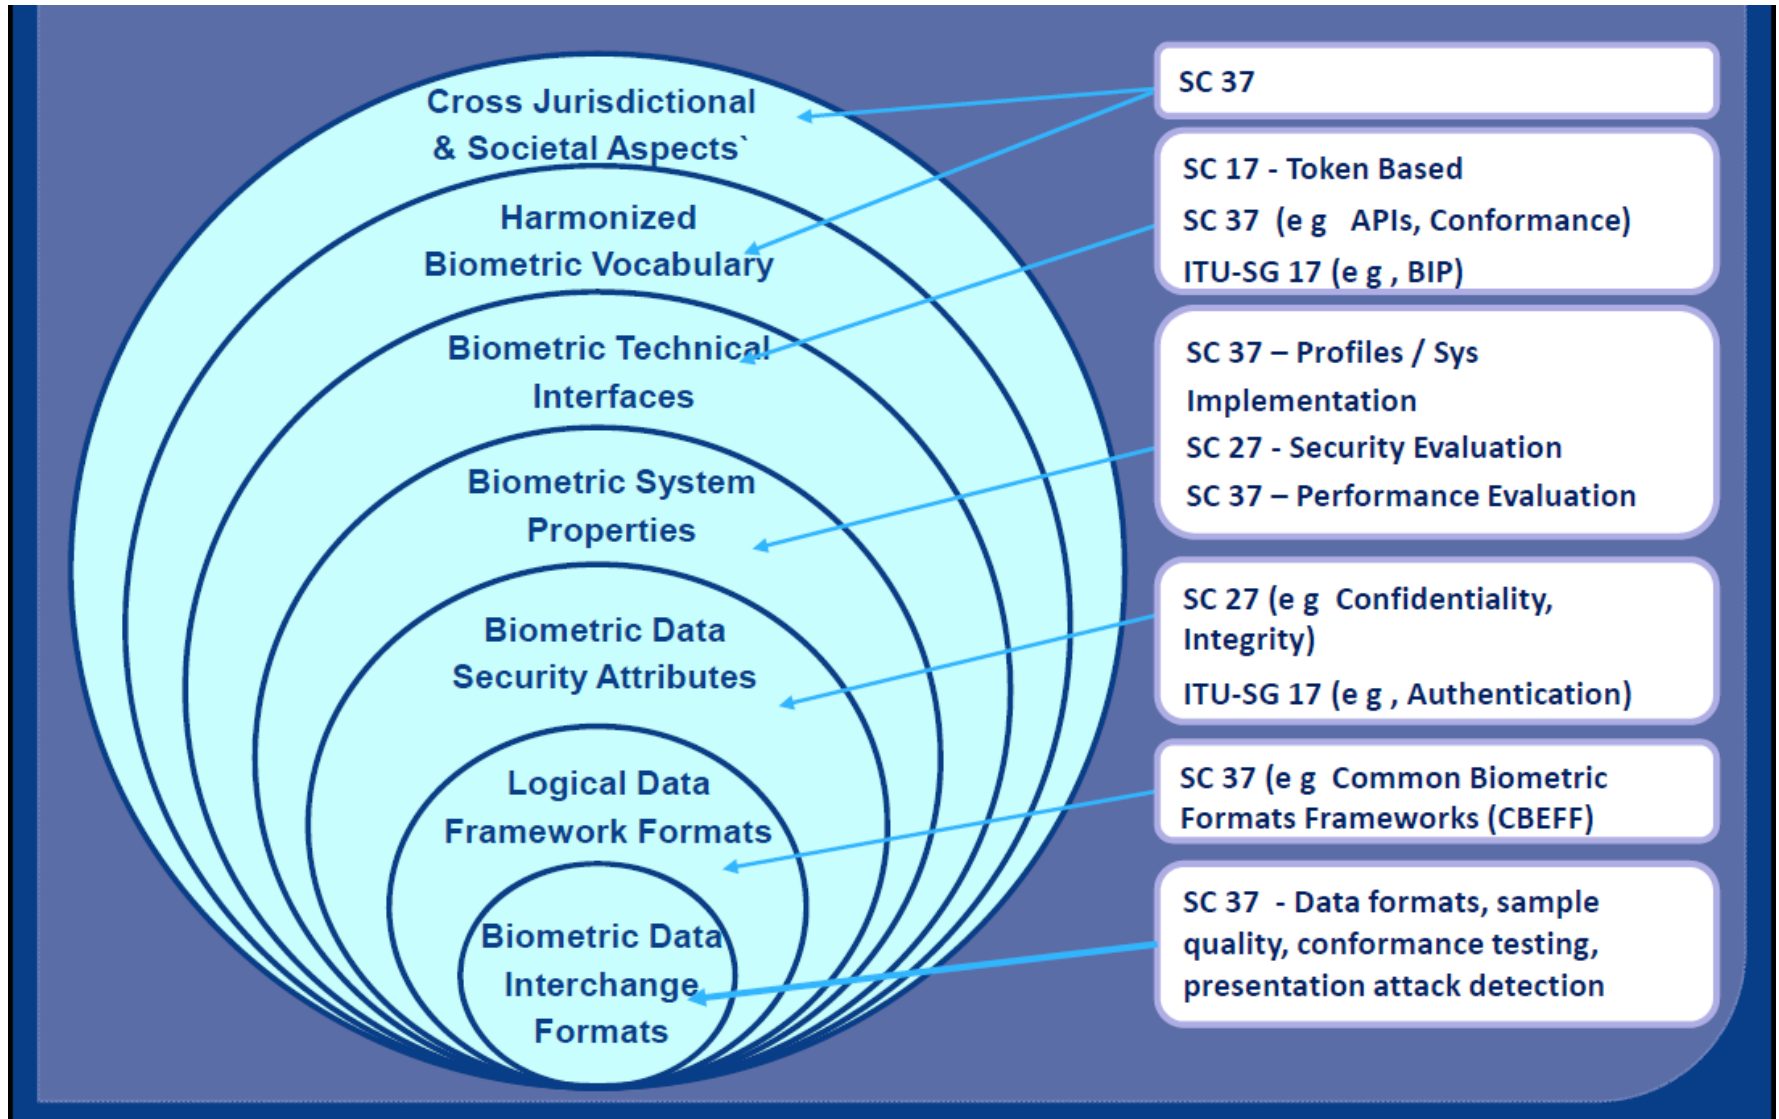 Cross Jurisdictional
& Societal Aspects`
Harmonized
Biometric Vocabulary
Biometric Technical
Interfaces
Biometric System
Properties
Biometric Data
Security Attributes
Logical Data
Framework Formats
Biometric Data
Interchange
Formats
SC 37
SC 17 - Token Based
SC 37 (e g APIs, Conformance)
ITU-SG 17 (e g , BIP)
SC 37 – Profiles / Sys
Implementation
SC 27 - Security Evaluation
SC 37 – Performance Evaluation
SC 27 (e g Confidentiality,
Integrity)
ITU-SG 17 (e g , Authentication)
SC 37 (e g Common Biometric
Formats Frameworks (CBEFF)
SC 37 - Data formats, sample
quality, conformance testing,
presentation attack detection